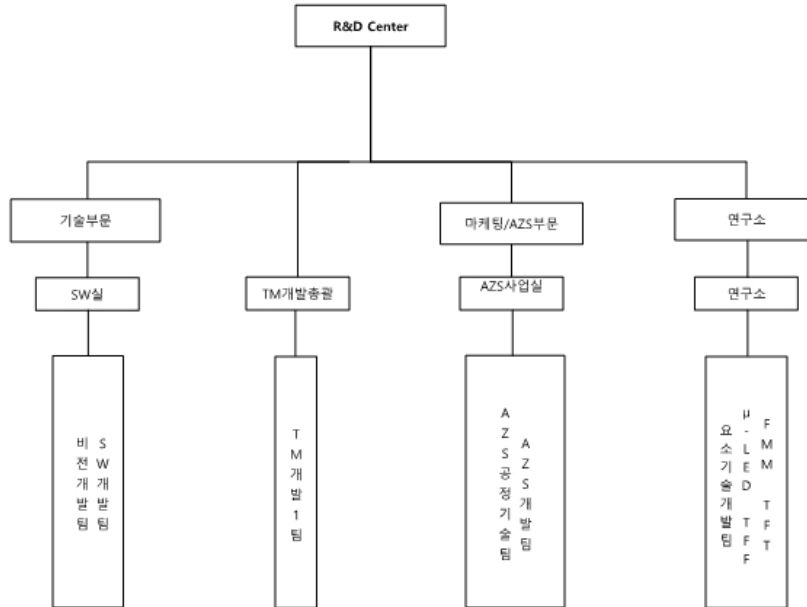 R&D Center
기술부문
마케팅/AZS부문
연구소
SW실
TM개발총괄
AZS사업실
연구소
비전개발팀
SW개발팀
TM개발1팀
AZS공정기술팀
AZS개발팀
요소기술개발팀
μ-LED TFF
FMM TFT